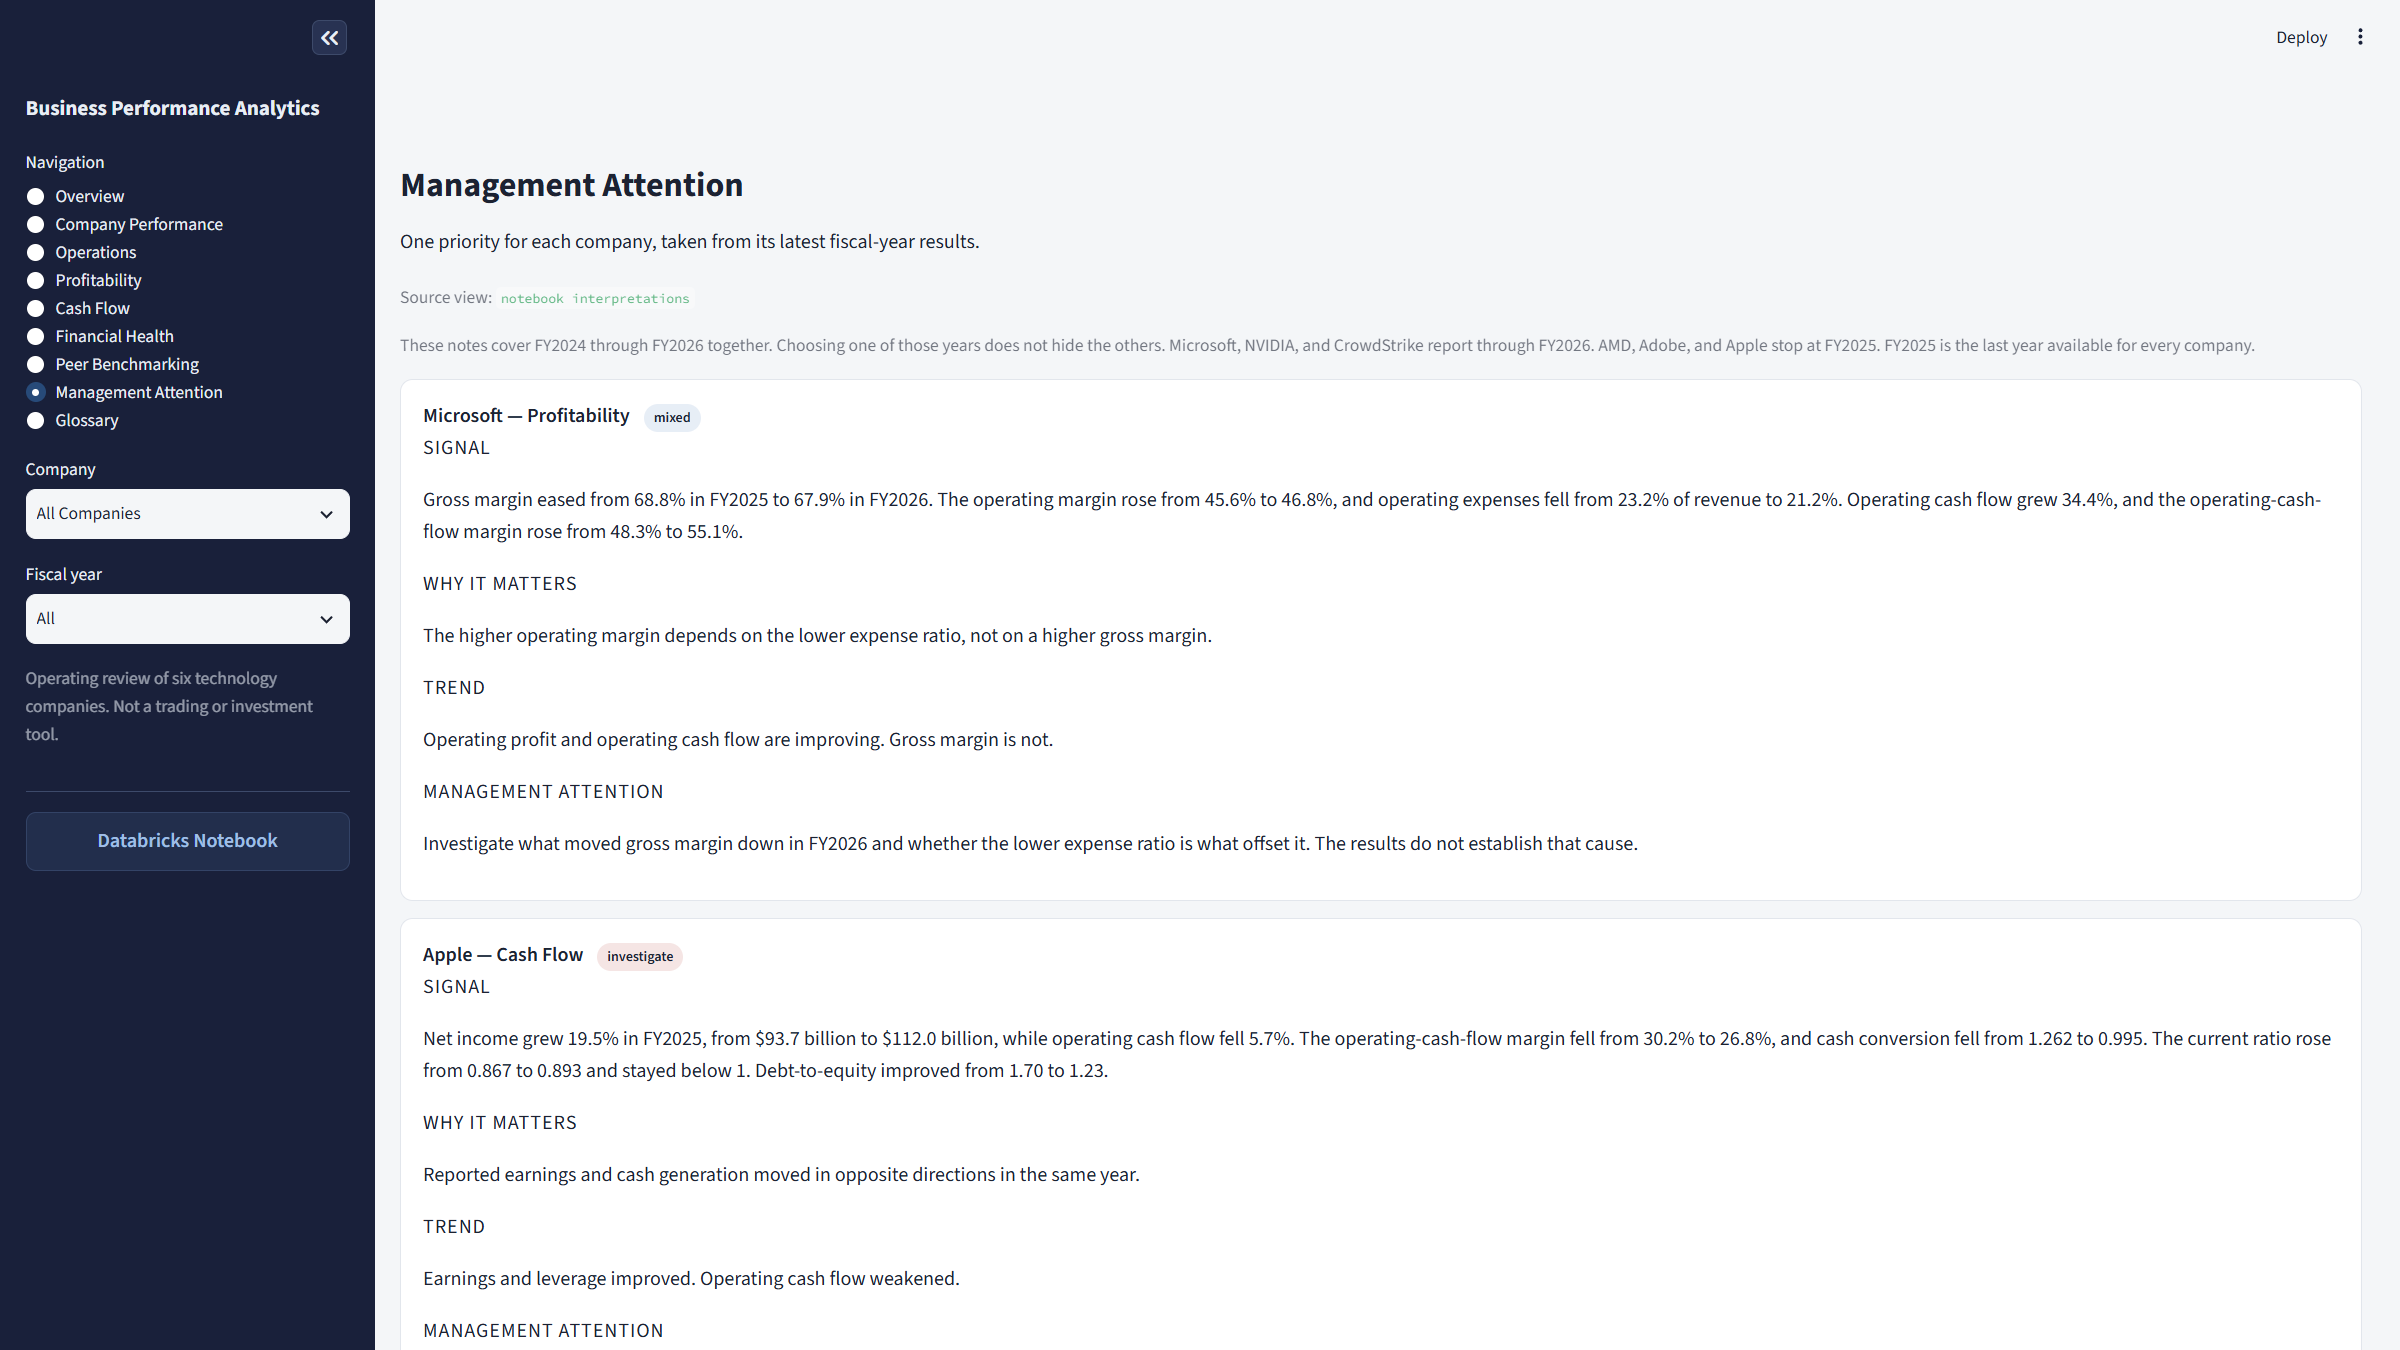 Deploy
Business Performance Analytics
Navigation
Overview
Company Performance
Operations
Profitability
Cash Flow
Financial Health
Peer Benchmarking
Management Attention
Glossary
Company
All Companies
Fiscal year
All
Operating review of six technology
companies. Not a trading or investment
tool.
Databricks Notebook
Management Attention
One priority for each company, taken from its latest fiscal-year results.
Source view: notebook interpretations
These notes cover FY2024 through FY2026 together. Choosing one of those years does not hide the others. Microsoft, NVIDIA, and CrowdStrike report through FY2026. AMD, Adobe, and Apple stop at FY2025. FY2025 is the last year available for every company.
Microsoft — Profitability mixed
SIGNAL
Gross margin eased from 68.8% in FY2025 to 67.9% in FY2026. The operating margin rose from 45.6% to 46.8%, and operating expenses fell from 23.2% of revenue to 21.2%. Operating cash flow grew 34.4%, and the operating-cash-
flow margin rose from 48.3% to 55.1%.
WHY IT MATTERS
The higher operating margin depends on the lower expense ratio, not on a higher gross margin.
TREND
Operating profit and operating cash flow are improving. Gross margin is not.
MANAGEMENT ATTENTION
Investigate what moved gross margin down in FY2026 and whether the lower expense ratio is what offset it. The results do not establish that cause.
Apple — Cash Flow investigate
SIGNAL
Net income grew 19.5% in FY2025, from $93.7 billion to $112.0 billion, while operating cash flow fell 5.7%. The operating-cash-flow margin fell from 30.2% to 26.8%, and cash conversion fell from 1.262 to 0.995. The current ratio rose
from 0.867 to 0.893 and stayed below 1. Debt-to-equity improved from 1.70 to 1.23.
WHY IT MATTERS
Reported earnings and cash generation moved in opposite directions in the same year.
TREND
Earnings and leverage improved. Operating cash flow weakened.
MANAGEMENT ATTENTION